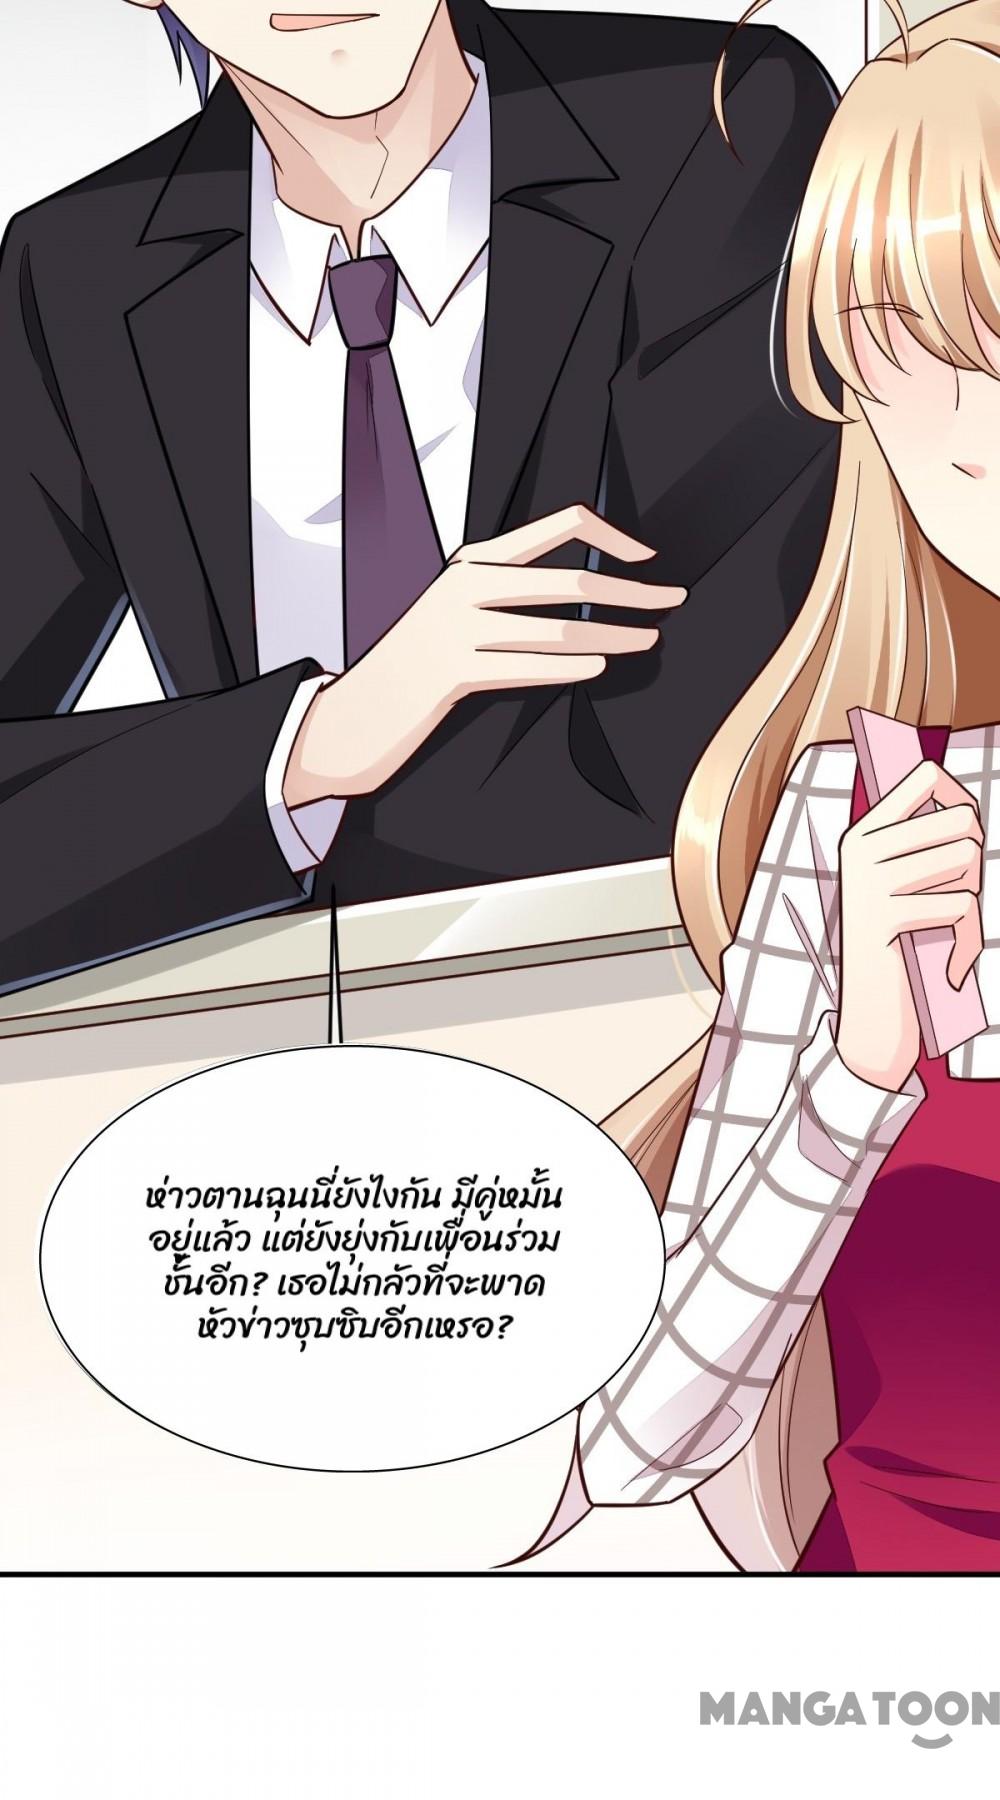 ห่าวตานฉุนนี่ยังไงกัน มีคู่หมั้น
อยู่แล้ว แต่ยังยุ่งกับเพื่อนร่วม
ชั้นอีก? เธอไม่กลัวที่จะพาด
หัวข่าวซุบซิบอีกเหรอ?
MANGATOON